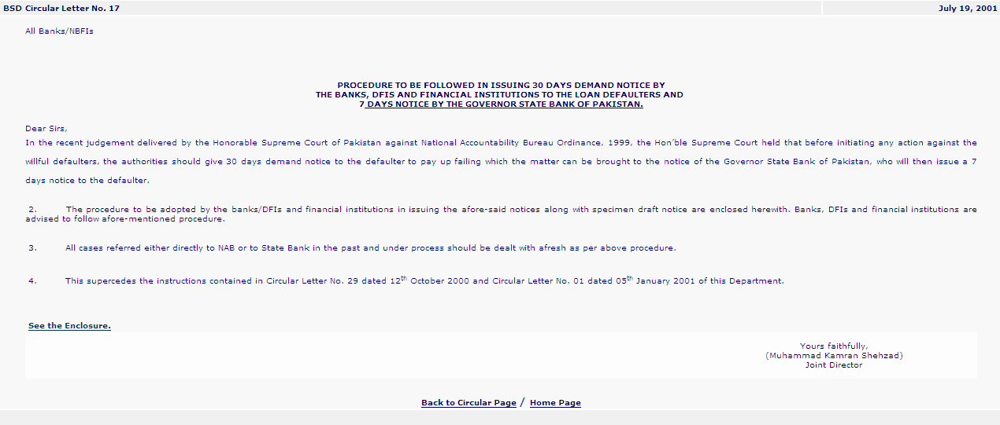 BSD Circular Letter No. 17 July 19, 2001
All Banks/NBFIs
PROCEDURE TO BE FOLLOWED IN ISSUING 30 DAYS DEMAND NOTICE BY
THE BANKS, DFIS AND FINANCIAL INSTITUTIONS TO THE LOAN DEFAULTERS AND
7 DAYS NOTICE BY THE GOVERNOR STATE BANK OF PAKISTAN.
Dear Sirs,
In the recent judgement delivered by the Honorable Supreme Court of Pakistan against National Accountability Bureau Ordinance, 1999, the Hon'ble Supreme Court held that before initiating any action against the
willful defaulters, the authorities should give 30 days demand notice to the defaulter to pay up failing which the matter can be brought to the notice of the Governor State Bank of Pakistan, who will then issue a 7
days notice to the defaulter.
2. The procedure to be adopted by the banks/DFIs and financial institutions in issuing the afore-said notices along with specimen draft notice are enclosed herewith. Banks, DFIs and financial institutions are
advised to follow afore-mentioned procedure.
3. All cases referred either directly to NAB or to State Bank in the past and under process should be dealt with afresh as per above procedure.
4. This supercedes the instructions contained in Circular Letter No. 29 dated 12th October 2000 and Circular Letter No. 01 dated 05th January 2001 of this Department.
See the Enclosure.
Yours faithfully,
(Muhammad Kamran Shehzad)
Joint Director
Back to Circular Page / Home Page